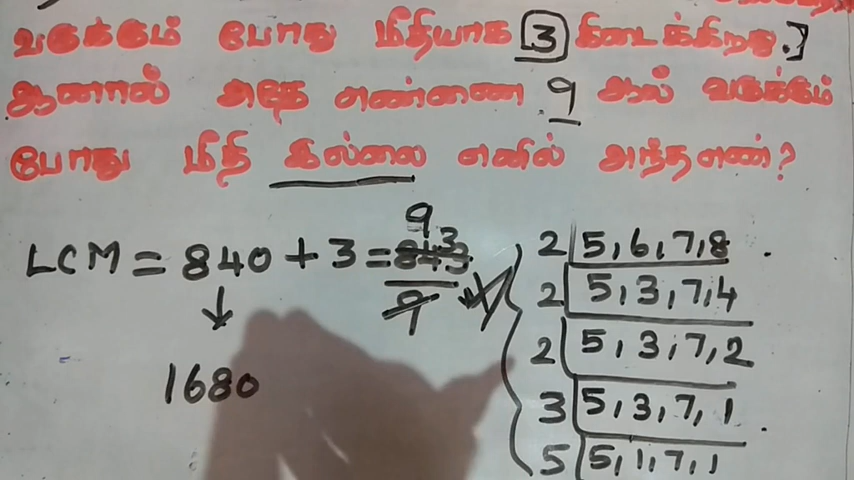 வகுக்கும் போது மீதியாக 3 கிடைக்கிறது.]
ஆனால் அதே எண்ணை 9 ஆல் வகுக்கும்
போது மீதி இல்லை எனில் அந்த எண்?
9
LCM = 840 + 3 = 843
9
↓
1680
2 | 5, 6, 7, 8
2 | 5, 3, 7, 4
2 | 5, 3, 7, 2
3 | 5, 3, 7, 1
5 | 5, 1, 7, 1